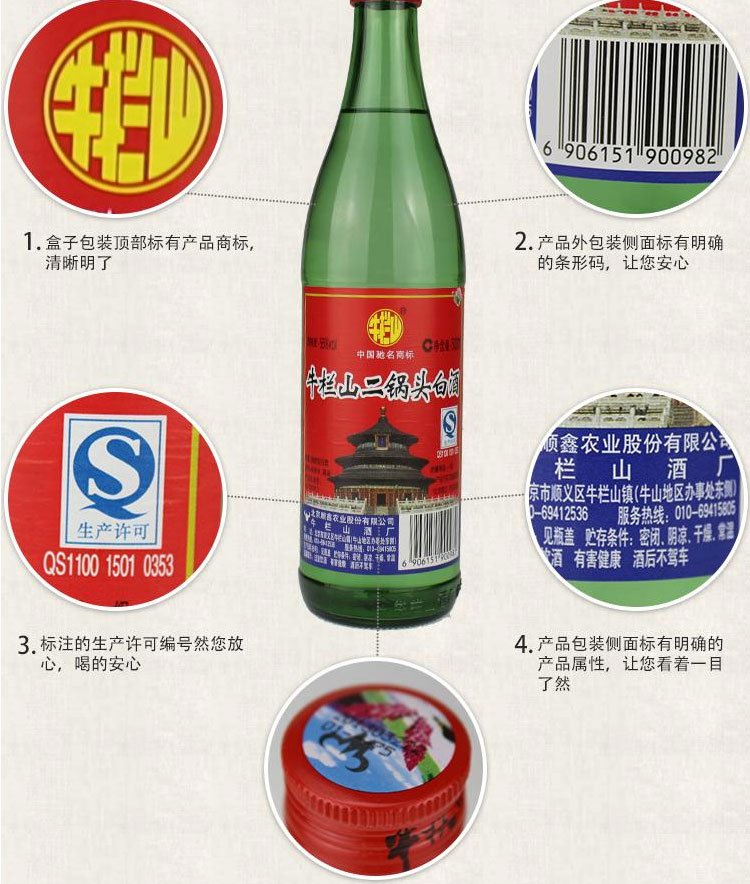 牛栏山
6 906151 900982
1. 盒子包装顶部标有产品商标，
清晰明了
2. 产品外包装侧面标有明确
的条形码，让您安心
牛栏山
中国驰名商标
牛栏山二锅头白酒
QS1100 1501 0353
北京顺鑫农业股份有限公司
牛栏山酒厂
6 906151 900982
S
生产许可
QS1100 1501 0353
顺鑫农业股份有限公司
栏山酒厂
京市顺义区牛栏山镇(牛山地区办事处东侧)
0-69412536 服务热线: 010-69415805
见瓶盖 贮存条件: 密闭, 阴凉, 干燥, 常温
有害健康 酒后不驾车
3. 标注的生产许可编号然您放
心，喝的安心
4. 产品包装侧面标有明确的
产品属性，让您看着一目
了然